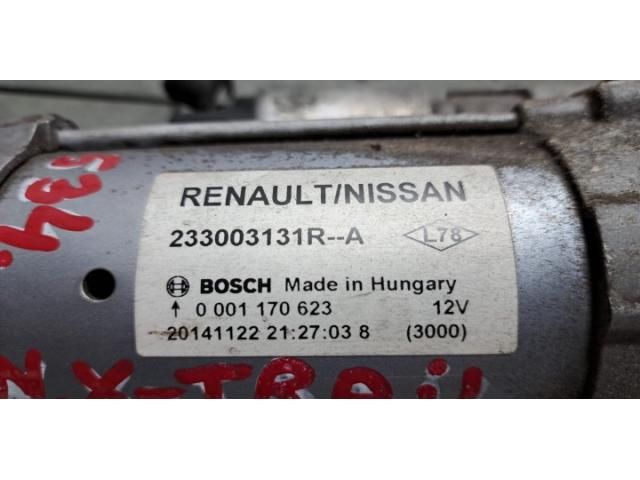 RENAULT/NISSAN
233003131R--A L78
BOSCH Made in Hungary
↑ 0 001 170 623 12V
20141122 21:27:03 8 (3000)
534
N.X-TRAIL